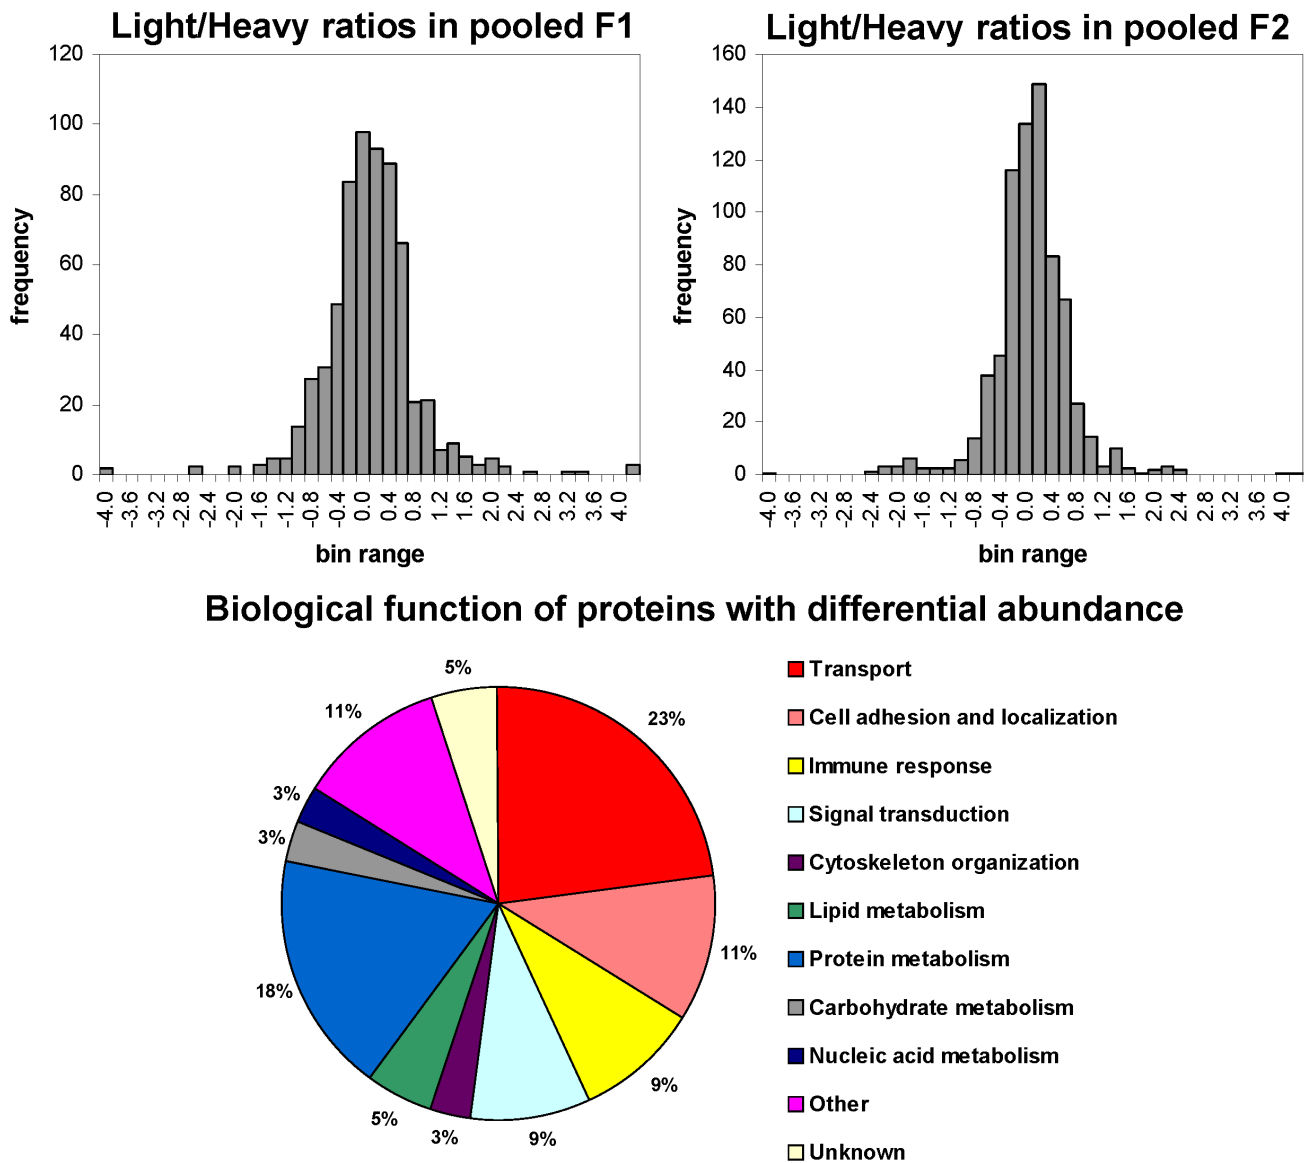 Light/Heavy ratios in pooled F1
120
100
80
60
40
20
0
frequency
-4.0 -3.6 -3.2 -2.8 -2.4 -2.0 -1.6 -1.2 -0.8 -0.4 0.0 0.4 0.8 1.2 1.6 2.0 2.4 2.8 3.2 3.6 4.0
bin range
Light/Heavy ratios in pooled F2
160
140
120
100
80
60
40
20
0
frequency
-4.0 -3.6 -3.2 -2.8 -2.4 -2.0 -1.6 -1.2 -0.8 -0.4 0.0 0.4 0.8 1.2 1.6 2.0 2.4 2.8 3.2 3.6 4.0
bin range
Biological function of proteins with differential abundance
5%
23%
11%
11%
9%
9%
3%
5%
18%
3%
3%
Transport
Cell adhesion and localization
Immune response
Signal transduction
Cytoskeleton organization
Lipid metabolism
Protein metabolism
Carbohydrate metabolism
Nucleic acid metabolism
Other
Unknown